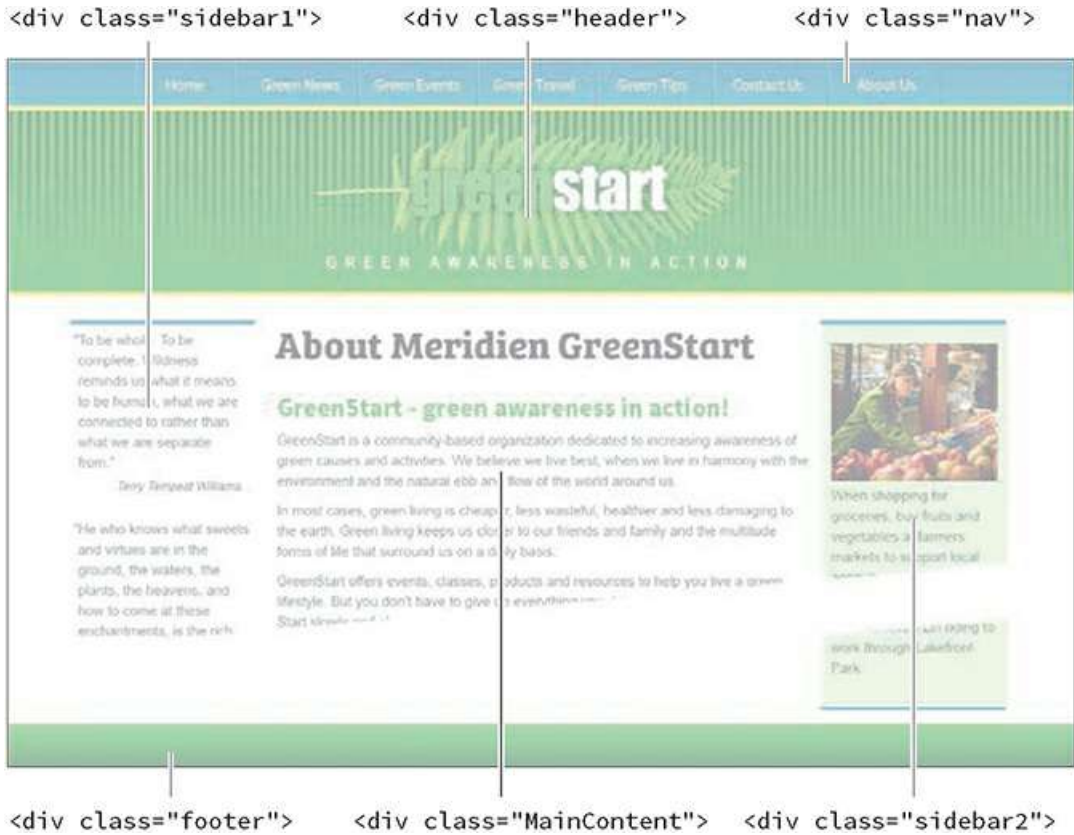 <div class="sidebar1"> <div class="header"> <div class="nav">
Home Green News Green Events Green Travel Green Tips Contact Us About Us
greenstart
GREEN AWARENESS IN ACTION
"To be whole. To be
complete. Wildness
reminds us what it means
to be human, what we are
connected to rather than
what we are separate
from."
Terry Tempest Williams
"He who knows what sweets
and virtues are in the
ground, the waters, the
plants, the heavens, and
how to come at these
enchantments, is the rich
About Meridien GreenStart
GreenStart - green awareness in action!
GreenStart is a community-based organization dedicated to increasing awareness of
green causes and activities. We believe we live best, when we live in harmony with the
environment and the natural ebb and flow of the world around us.
In most cases, green living is cheaper, less wasteful, healthier and less damaging to
the earth. Green living keeps us closer to our friends and family and the multitude
forms of life that surround us on a daily basis.
GreenStart offers events, classes, products and resources to help you live a green
lifestyle. But you don't have to give up everything
Start slowly
When shopping for
groceries, buy fruits and
vegetables at farmers
markets to support local
riding to
work through Lakefront
Park
<div class="footer"> <div class="MainContent"> <div class="sidebar2">